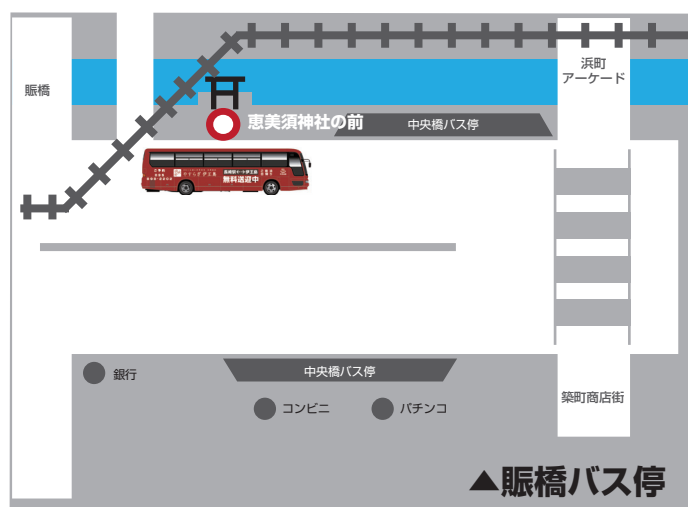 浜町
アーケード
賑橋
恵美須神社の前
中央橋バス停
無料送迎中
銀行
中央橋バス停
コンビニ
パチンコ
築町商店街
▲賑橋バス停